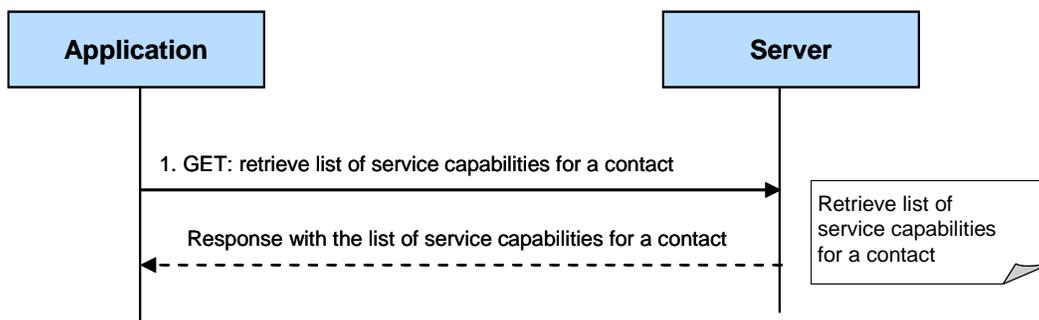 Application
Server
1. GET: retrieve list of service capabilities for a contact
Retrieve list of
service capabilities
for a contact
Response with the list of service capabilities for a contact